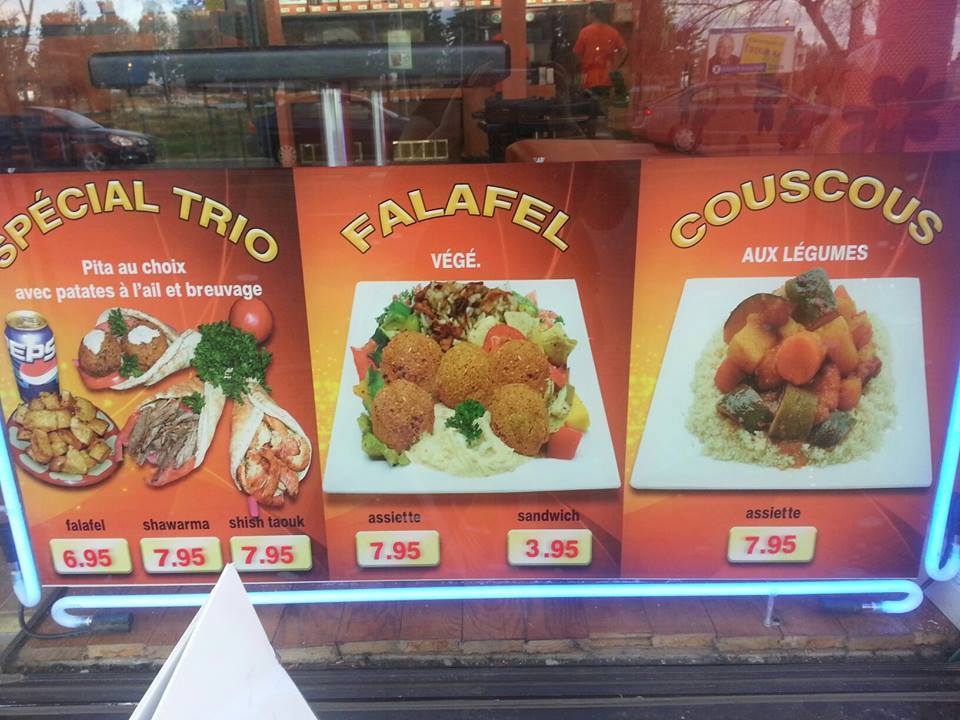 SPÉCIAL TRIO
Pita au choix
avec patates à l'ail et breuvage
EPS
falafel
6.95
shawarma
7.95
shish taouk
7.95
FALAFEL
VÉGÉ.
assiette
7.95
sandwich
3.95
COUSCOUS
AUX LÉGUMES
assiette
7.95